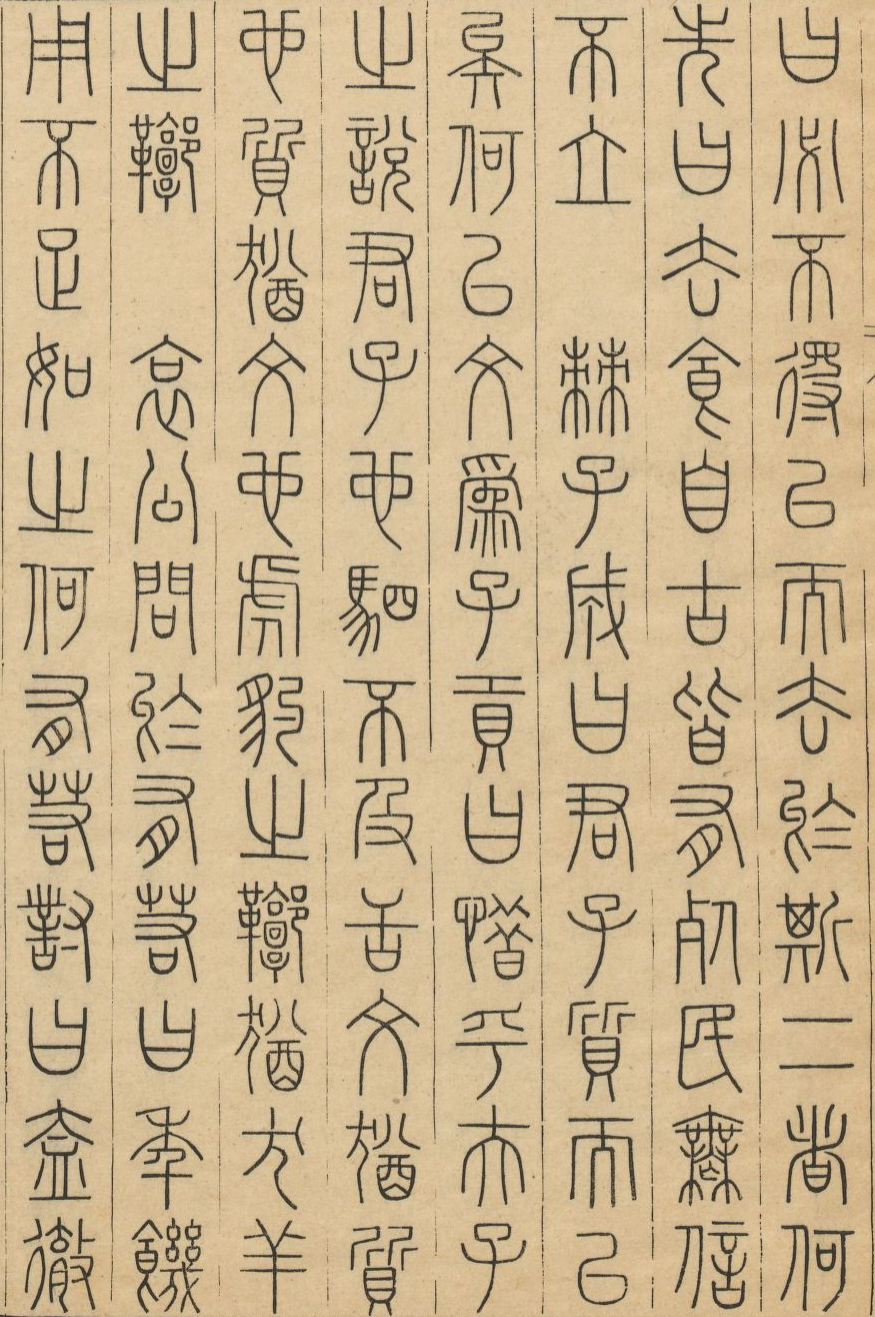 曰必不得已而去於斯二者何
先曰去食自古皆有死民無信
不立　棘子成曰君子質而已
矣何以文為子貢曰惜乎夫子
之說君子也駟不及舌文猶質
也質猶文也虎豹之鞹猶犬羊
之鞹　哀公問於有若曰年饑
用不足如之何有若對曰盍徹